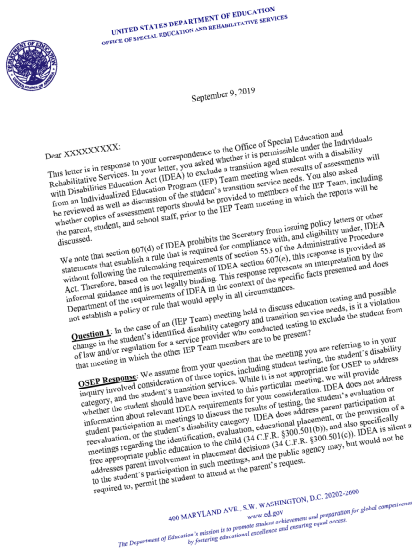 UNITED STATES DEPARTMENT OF EDUCATION
OFFICE OF SPECIAL EDUCATION AND REHABILITATIVE SERVICES
September 9, 2019
Dear XXXXXXXXX:
This letter is in response to your correspondence to the Office of Special Education and
Rehabilitative Services. In your letter, you asked whether it is permissible under the Individuals
with Disabilities Education Act (IDEA) to exclude a transition aged student with a disability
from an Individualized Education Program (IEP) Team meeting when results of assessments will
be reviewed as well as discussion of the student's transition service needs. You also asked
whether copies of assessment reports should be provided to members of the IEP Team, including
the parent, student, and school staff, prior to the IEP Team meeting in which the reports will be
discussed.
We note that section 607(d) of IDEA prohibits the Secretary from issuing policy letters or other
statements that establish a rule that is required for compliance with, and eligibility under, IDEA
without following the rulemaking requirements of section 553 of the Administrative Procedure
Act. Therefore, based on the requirements of IDEA section 607(e), this response is provided as
informal guidance and is not legally binding. This response represents an interpretation by the
Department of the requirements of IDEA in the context of the specific facts presented and does
not establish a policy or rule that would apply in all circumstances.
Question 1: In the case of an (IEP Team) meeting held to discuss education testing and possible
change in the student's identified disability category and transition service needs, is it a violation
of law and/or regulation for a service provider who conducted testing to exclude the student from
that meeting in which the other IEP Team members are to be present?
OSEP Response: We assume from your question that the meeting you are referring to in your
inquiry involved consideration of three topics, including student testing, the student's disability
category, and the student's transition services. While it is not appropriate for OSEP to address
whether the student should have been invited to this particular meeting, we will provide
information about relevant IDEA requirements for your consideration. IDEA does not address
student participation at meetings to discuss the results of testing, the student's evaluation or
reevaluation, or the student's disability category. IDEA does address parent participation at
meetings regarding the identification, evaluation, educational placement, or the provision of a
free appropriate public education to the child (34 C.F.R. §300.501(b)), and also specifically
addresses parent involvement in placement decisions (34 C.F.R. §300.501(c)). IDEA is silent a
to the student's participation in such meetings, and the public agency may, but would not be
required to, permit the student to attend at the parent's request.
400 MARYLAND AVE., S.W. WASHINGTON, D.C. 20202-2600
www.ed.gov
The Department of Education's mission is to promote student achievement and preparation for global competitiveness
by fostering educational excellence and ensuring equal access.